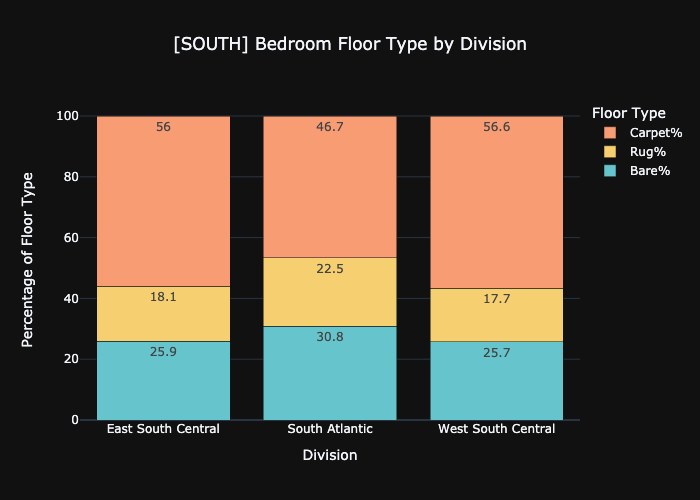 [SOUTH] Bedroom Floor Type by Division
Floor Type
Carpet%
Rug%
Bare%
Percentage of Floor Type
100
80
60
40
20
0
56
46.7
56.6
18.1
22.5
17.7
25.9
30.8
25.7
East South Central
South Atlantic
West South Central
Division